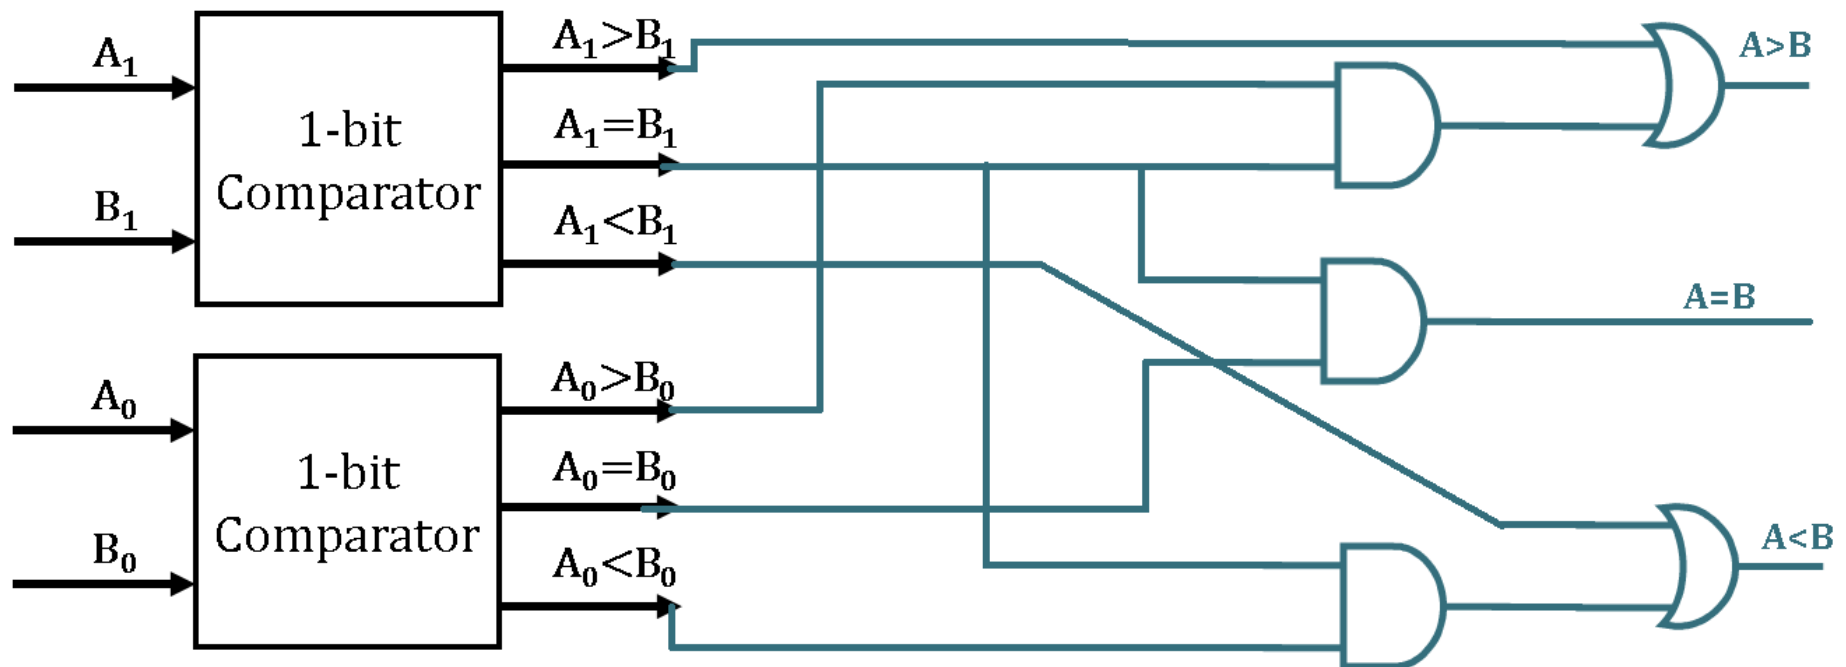 A₁
B₁
1-bit
Comparator
A₁>B₁
A₁=B₁
A₁<B₁
A₀
B₀
1-bit
Comparator
A₀>B₀
A₀=B₀
A₀<B₀
A>B
A=B
A<B